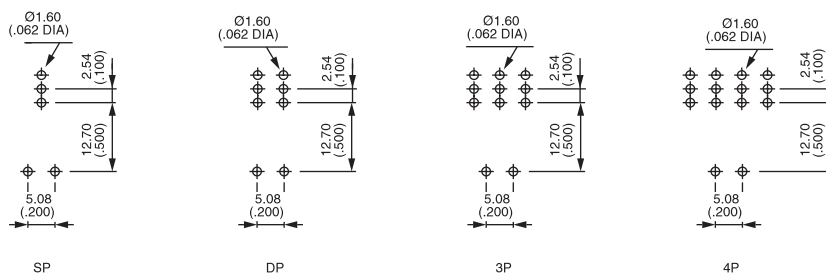 Ø1.60
(.062 DIA)
2.54
(.100)
12.70
(.500)
5.08
(.200)
SP
Ø1.60
(.062 DIA)
2.54
(.100)
12.70
(.500)
5.08
(.200)
DP
Ø1.60
(.062 DIA)
2.54
(.100)
12.70
(.500)
5.08
(.200)
3P
Ø1.60
(.062 DIA)
2.54
(.100)
12.70
(.500)
5.08
(.200)
4P